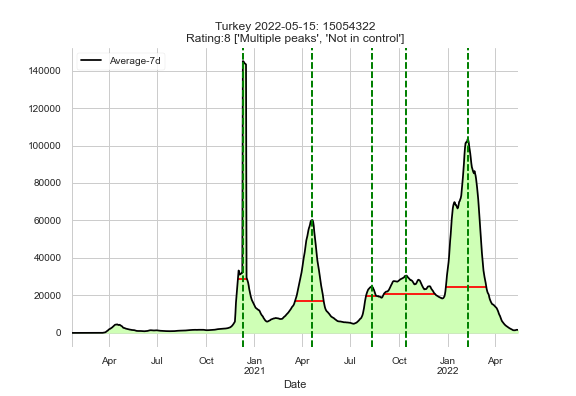 Turkey 2022-05-15: 15054322
Rating:8 ['Multiple peaks', 'Not in control']
Average-7d
140000
120000
100000
80000
60000
40000
20000
0
Apr Jul Oct Jan Apr Jul Oct Jan Apr
2021 2022
Date